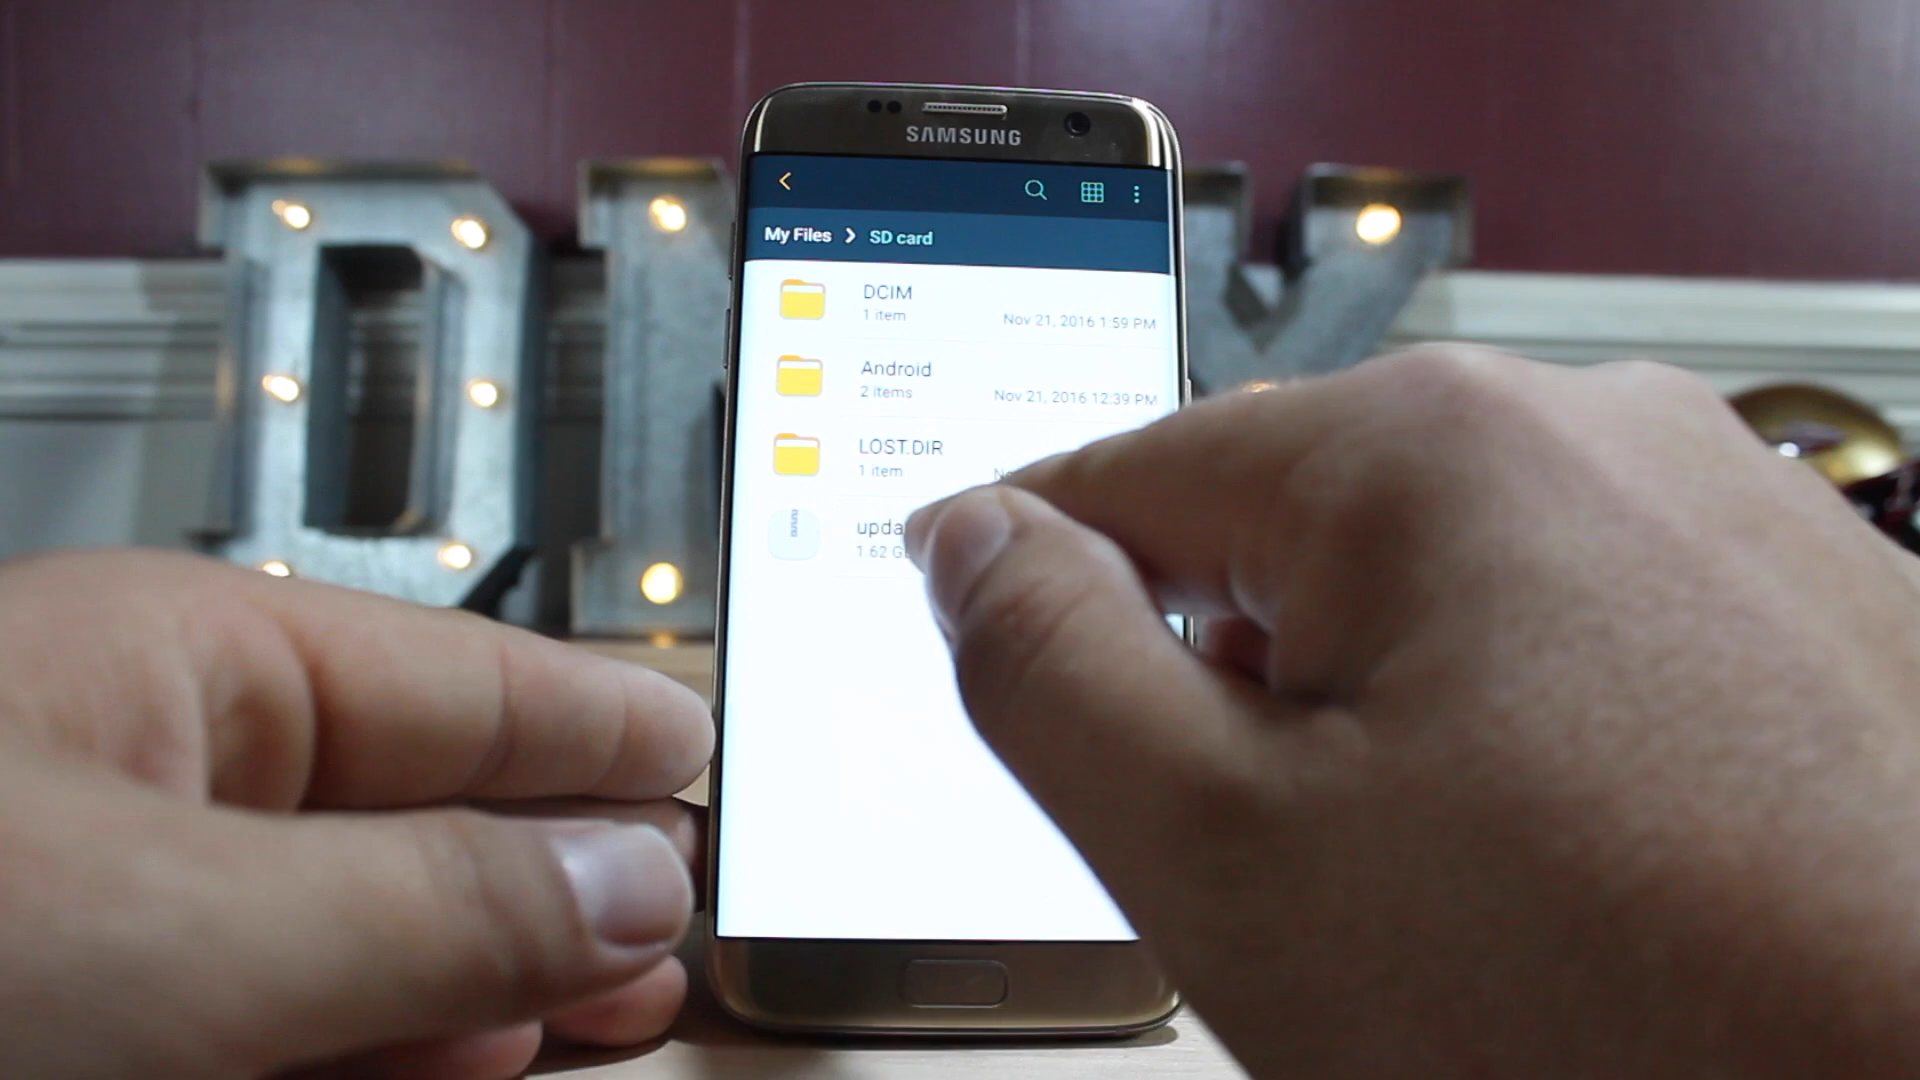 SAMSUNG
My Files > SD card
DCIM
1 item
Nov 21, 2016 1:59 PM
Android
2 items
Nov 21, 2016 12:39 PM
LOST.DIR
1 item
1.62
DIY